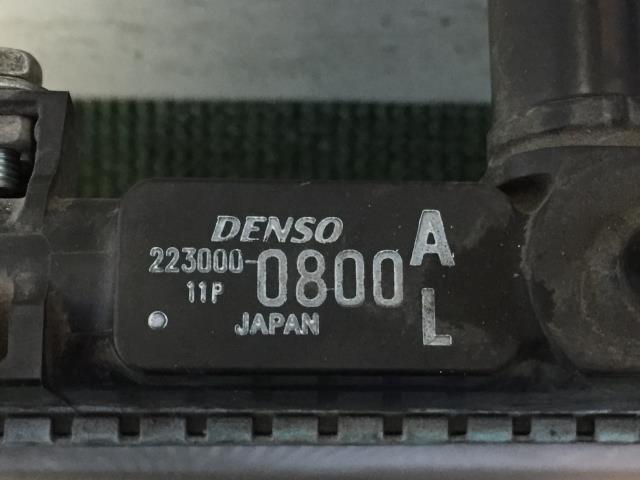 DENSO
223000-0800 A
11P
JAPAN L